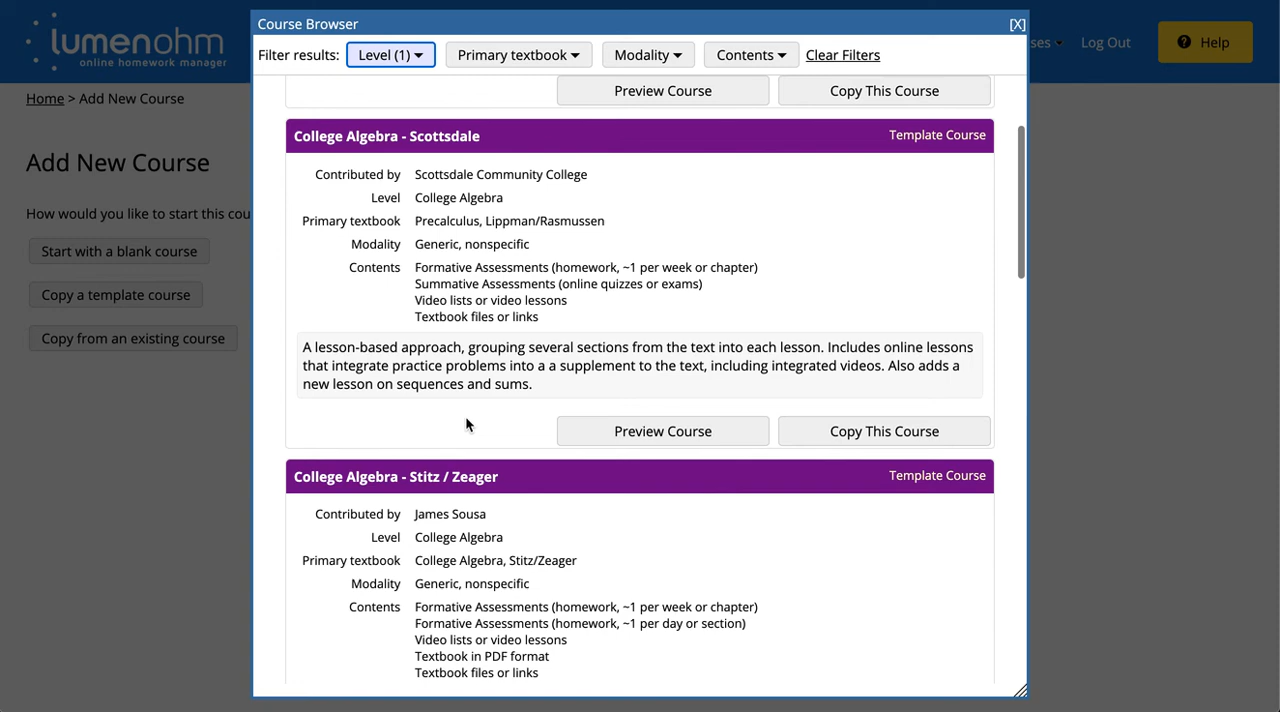 Course Browser
[X]
Filter results:
Level (1)
Primary textbook
Modality
Contents
Clear Filters
lumenohm
online homework manager
Log Out
Help
Home > Add New Course
Add New Course
How would you like to start this cou
Start with a blank course
Copy a template course
Copy from an existing course
Preview Course
Copy This Course
College Algebra - Scottsdale
Template Course
Contributed by Scottsdale Community College
Level College Algebra
Primary textbook Precalculus, Lippman/Rasmussen
Modality Generic, nonspecific
Contents Formative Assessments (homework, ~1 per week or chapter)
Summative Assessments (online quizzes or exams)
Video lists or video lessons
Textbook files or links
A lesson-based approach, grouping several sections from the text into each lesson. Includes online lessons
that integrate practice problems into a a supplement to the text, including integrated videos. Also adds a
new lesson on sequences and sums.
Preview Course
Copy This Course
College Algebra - Stitz / Zeager
Template Course
Contributed by James Sousa
Level College Algebra
Primary textbook College Algebra, Stitz/Zeager
Modality Generic, nonspecific
Contents Formative Assessments (homework, ~1 per week or chapter)
Formative Assessments (homework, ~1 per day or section)
Video lists or video lessons
Textbook in PDF format
Textbook files or links